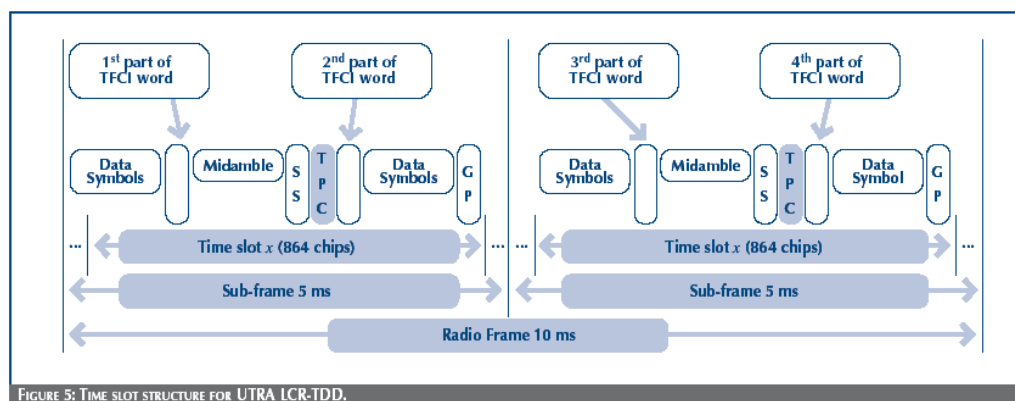 1st part of
TFCI word
2nd part of
TFCI word
3rd part of
TFCI word
4th part of
TFCI word
Data
Symbols
Midamble
S
S
T
P
C
Data
Symbols
G
P
Data
Symbols
Midamble
S
S
T
P
C
Data
Symbol
G
P
... Time slot x (864 chips) ... ... Time slot x (864 chips) ...
Sub-frame 5 ms Sub-frame 5 ms
Radio Frame 10 ms
FIGURE 5: TIME SLOT STRUCTURE FOR UTRA LCR-TDD.